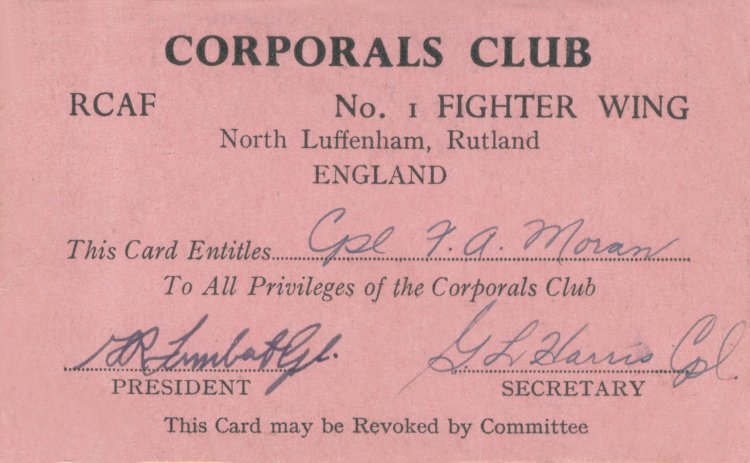 CORPORALS CLUB
RCAF No. 1 FIGHTER WING
North Luffenham, Rutland
ENGLAND
This Card Entitles Cpl F. A. Moran
To All Privileges of the Corporals Club
Cpl. G. L. Harris Cpl.
PRESIDENT SECRETARY
This Card may be Revoked by Committee